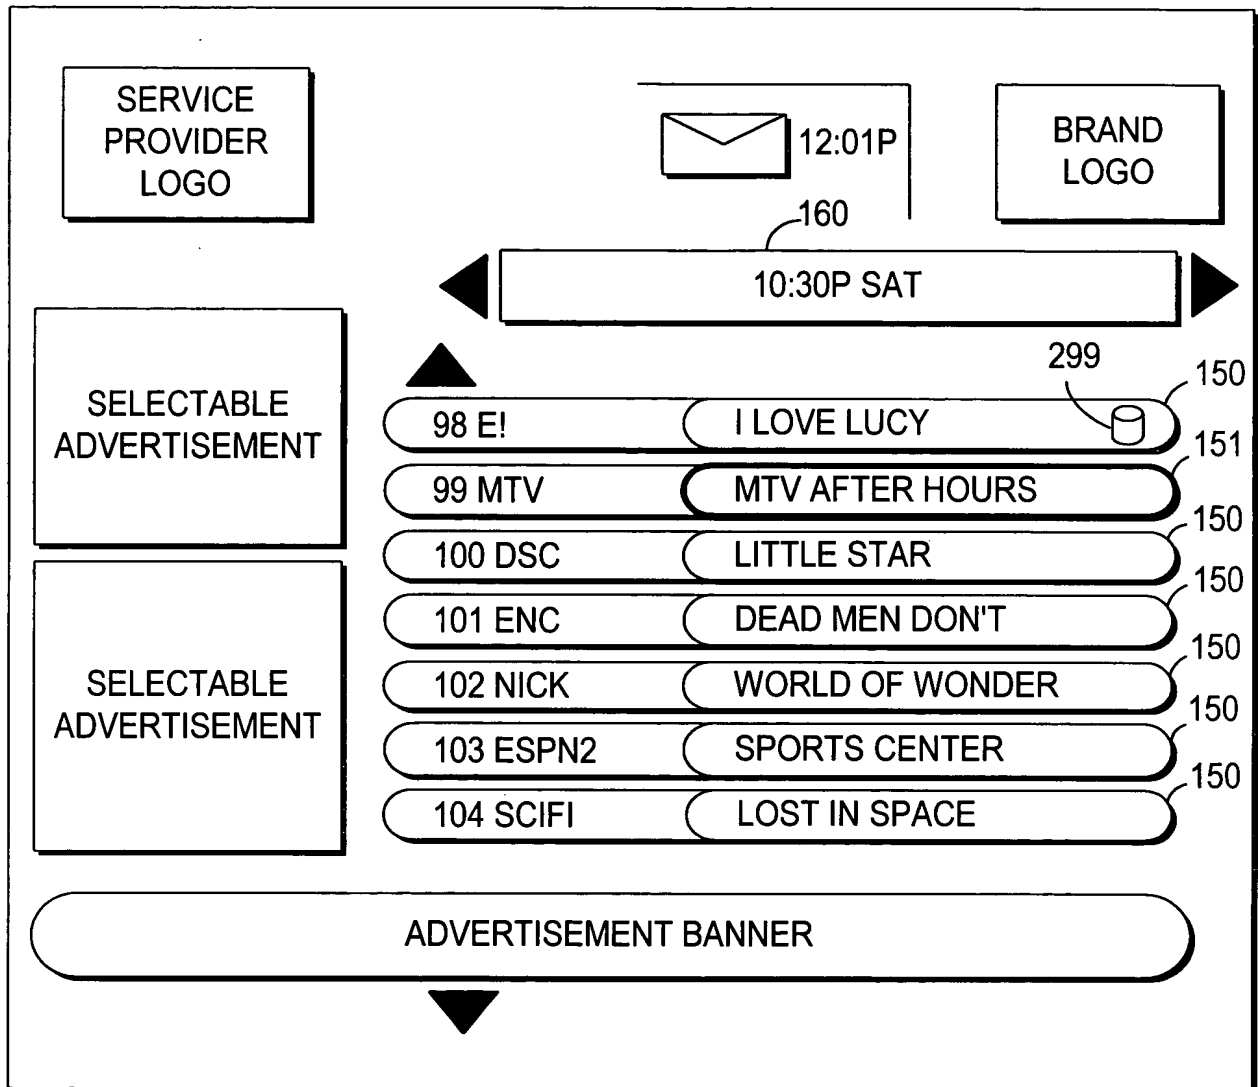 SERVICE
PROVIDER
LOGO
12:01P
BRAND
LOGO
160
10:30P SAT
SELECTABLE
ADVERTISEMENT
299
150
98 E! I LOVE LUCY
151
99 MTV MTV AFTER HOURS
150
100 DSC LITTLE STAR
150
101 ENC DEAD MEN DON'T
150
102 NICK WORLD OF WONDER
150
103 ESPN2 SPORTS CENTER
150
104 SCIFI LOST IN SPACE
SELECTABLE
ADVERTISEMENT
ADVERTISEMENT BANNER